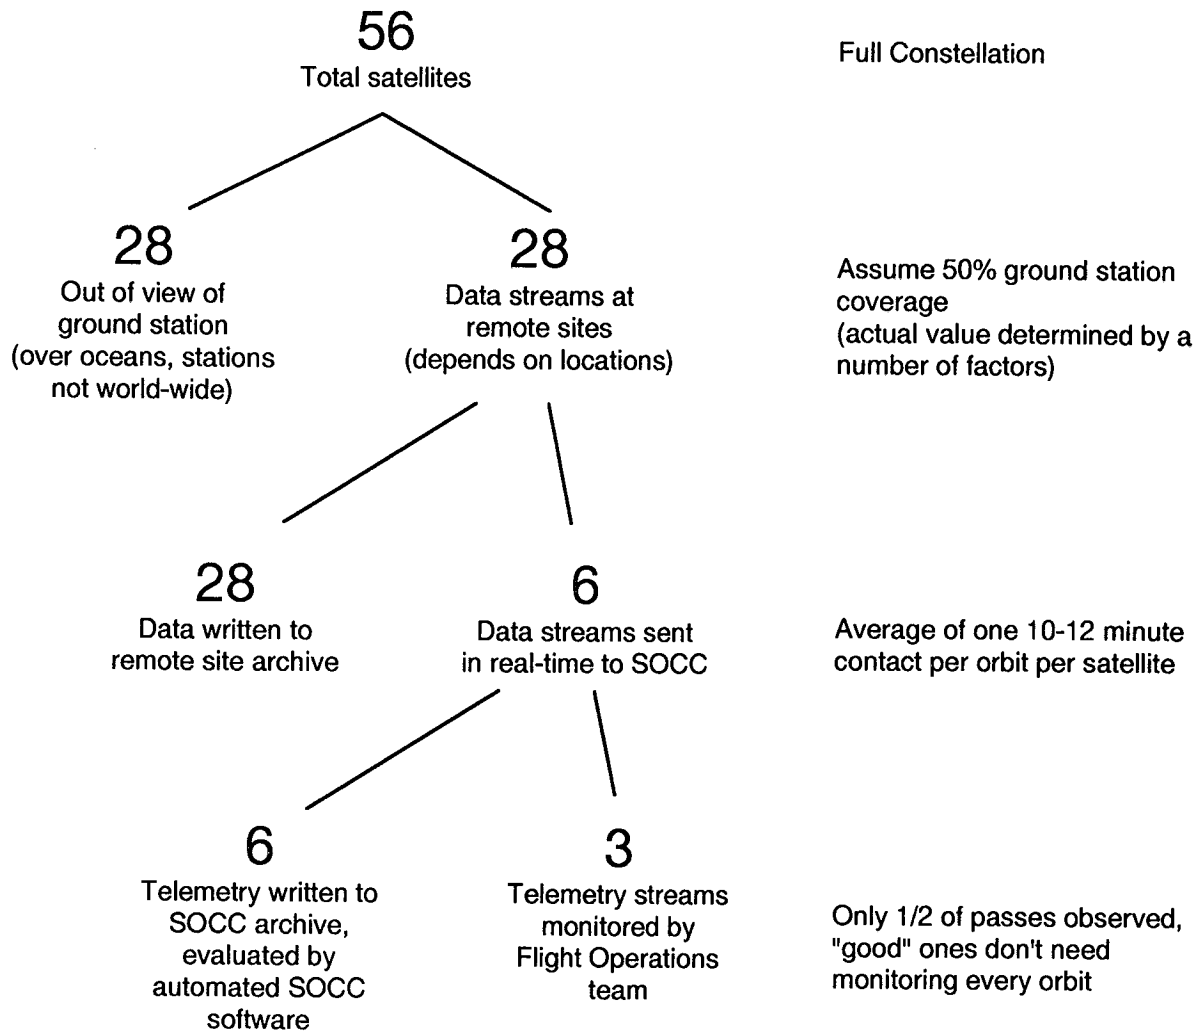 56
Total satellites
Full Constellation
28
Out of view of
ground station
(over oceans, stations
not world-wide)
28
Data streams at
remote sites
(depends on locations)
Assume 50% ground station
coverage
(actual value determined by a
number of factors)
28
Data written to
remote site archive
6
Data streams sent
in real-time to SOCC
Average of one 10-12 minute
contact per orbit per satellite
6
Telemetry written to
SOCC archive,
evaluated by
automated SOCC
software
3
Telemetry streams
monitored by
Flight Operations
team
Only 1/2 of passes observed,
"good" ones don't need
monitoring every orbit